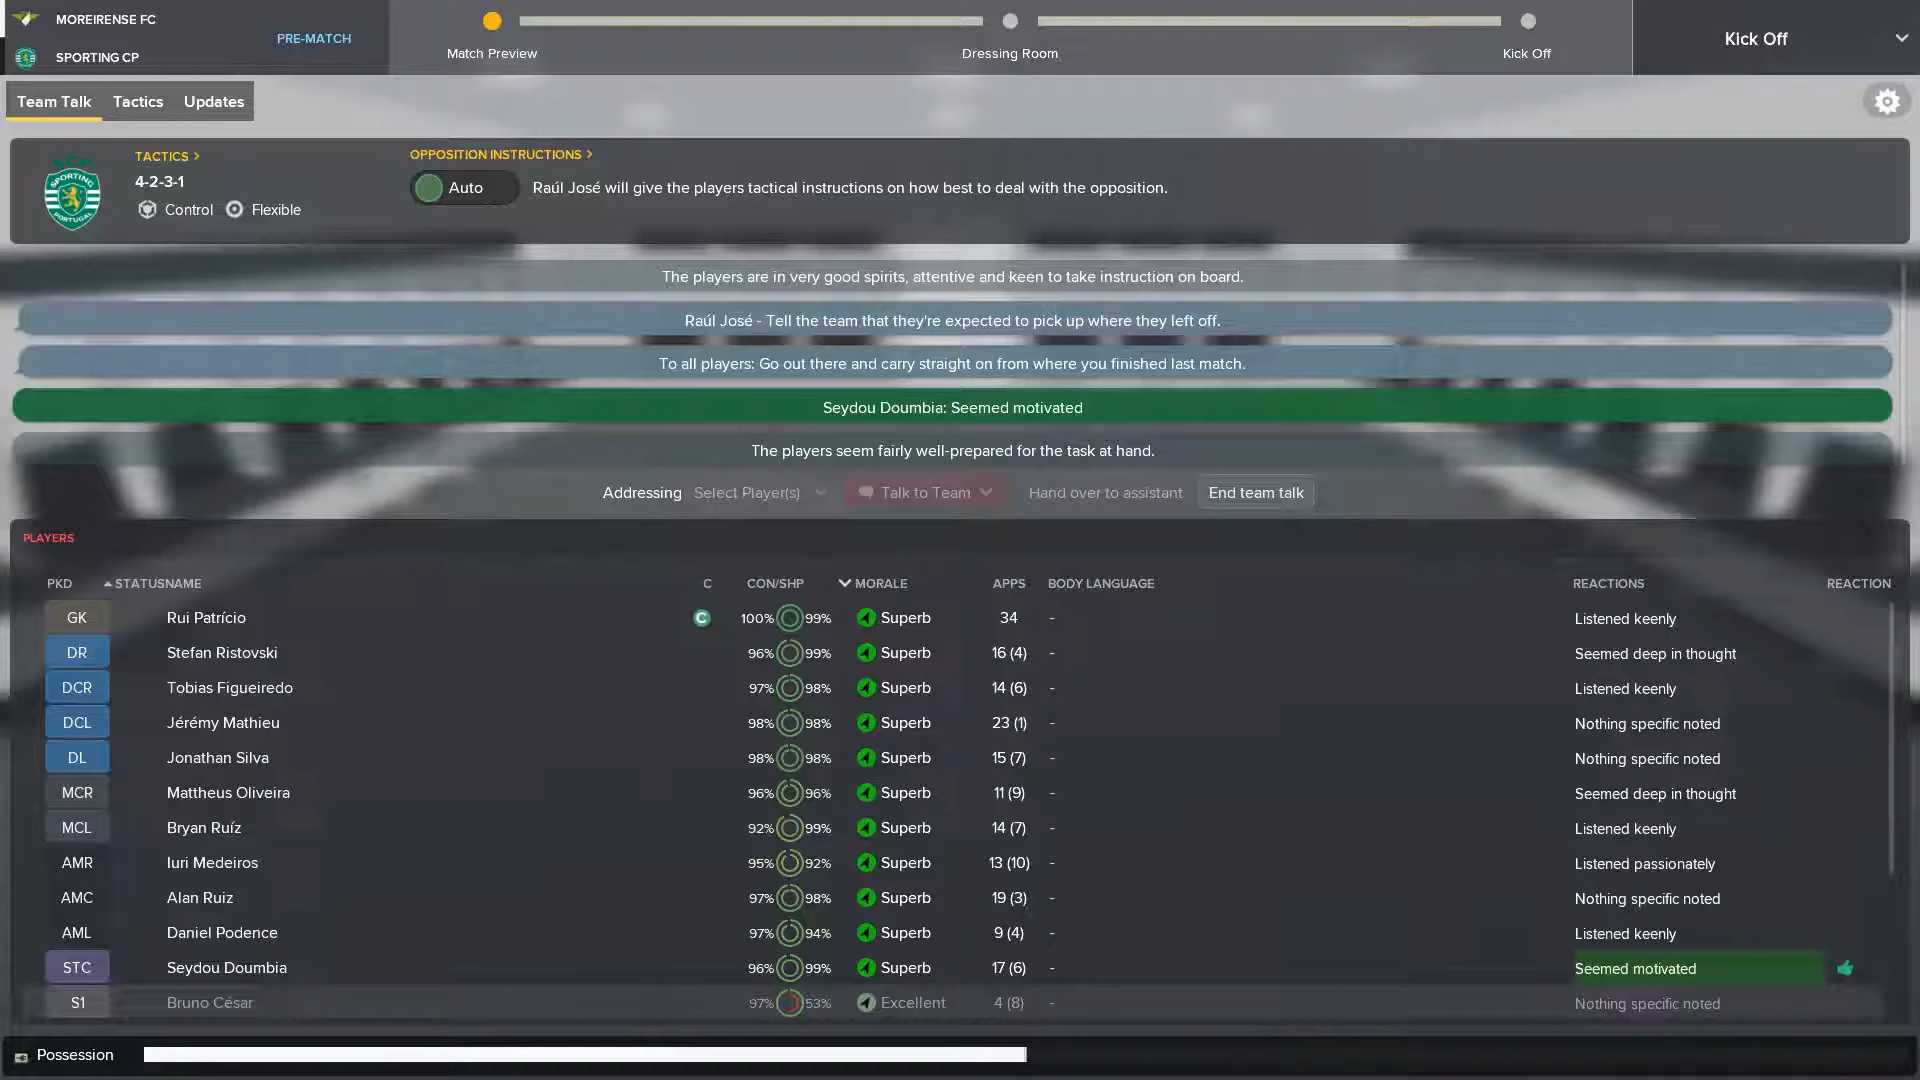 MOREIRENSE FC
SPORTING CP
PRE-MATCH
Match Preview
Dressing Room
Kick Off
Kick Off
Team Talk Tactics Updates
SPORTING
PORTUGAL
TACTICS >
4-2-3-1
Control Flexible
OPPOSITION INSTRUCTIONS >
Auto Raúl José will give the players tactical instructions on how best to deal with the opposition.
The players are in very good spirits, attentive and keen to take instruction on board.
Raúl José - Tell the team that they're expected to pick up where they left off.
To all players: Go out there and carry straight on from where you finished last match.
Seydou Doumbia: Seemed motivated
The players seem fairly well-prepared for the task at hand.
Addressing Select Player(s) Talk to Team Hand over to assistant End team talk
PLAYERS
PKD STATUS NAME C CON/SHP MORALE APPS BODY LANGUAGE REACTIONS REACTION
GK Rui Patrício C 100% 99% Superb 34 - Listened keenly
DR Stefan Ristovski 96% 99% Superb 16 (4) - Seemed deep in thought
DCR Tobias Figueiredo 97% 98% Superb 14 (6) - Listened keenly
DCL Jérémy Mathieu 98% 98% Superb 23 (1) - Nothing specific noted
DL Jonathan Silva 98% 98% Superb 15 (7) - Nothing specific noted
MCR Mattheus Oliveira 96% 96% Superb 11 (9) - Seemed deep in thought
MCL Bryan Ruíz 92% 99% Superb 14 (7) - Listened keenly
AMR Iuri Medeiros 95% 92% Superb 13 (10) - Listened passionately
AMC Alan Ruiz 97% 98% Superb 19 (3) - Nothing specific noted
AML Daniel Podence 97% 94% Superb 9 (4) - Listened keenly
STC Seydou Doumbia 96% 99% Superb 17 (6) - Seemed motivated
S1 Bruno César 97% 53% Excellent 4 (8) - Nothing specific noted
Possession